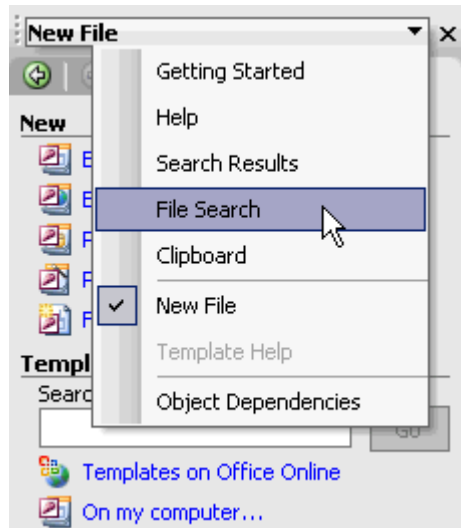 New File
Getting Started
Help
New
Search Results
File Search
Clipboard
New File
Template Help
Templ
Searc
Object Dependencies
Go
Templates on Office Online
On my computer...